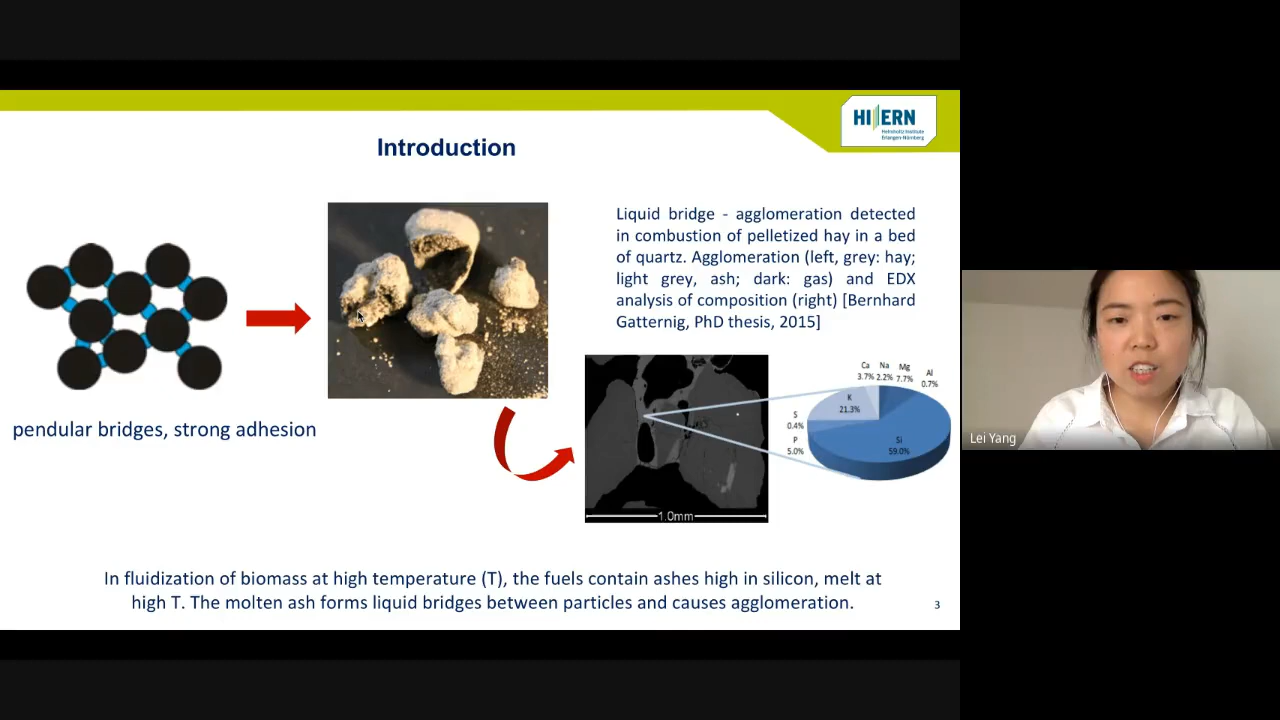 HI ERN
Helmholtz Institute
Erlangen-Nürnberg
Introduction
Liquid bridge - agglomeration detected
in combustion of pelletized hay in a bed
of quartz. Agglomeration (left, grey: hay;
light grey, ash; dark: gas) and EDX
analysis of composition (right) [Bernhard
Gatternig, PhD thesis, 2015]
pendular bridges, strong adhesion
Ca
3.7%
Na
2.2%
Mg
7.7%
Al
0.7%
K
21.3%
S
0.4%
P
5.0%
Si
59.0%
1.0mm
In fluidization of biomass at high temperature (T), the fuels contain ashes high in silicon, melt at
high T. The molten ash forms liquid bridges between particles and causes agglomeration.
3
Lei Yang